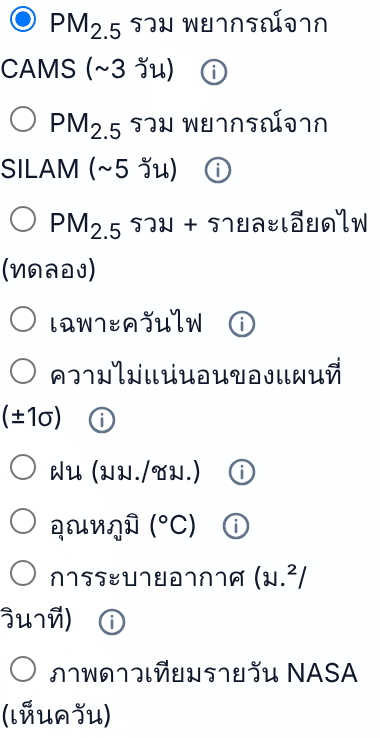 PM2.5 รวม พยากรณ์จาก
CAMS (~3 วัน)
PM2.5 รวม พยากรณ์จาก
SILAM (~5 วัน)
PM2.5 รวม + รายละเอียดไฟ
(ทดลอง)
เฉพาะควันไฟ
ความไม่แน่นอนของแผนที่
(±1σ)
ฝน (มม./ชม.)
อุณหภูมิ (°C)
การระบายอากาศ (ม.²/
วินาที)
ภาพดาวเทียมรายวัน NASA
(เห็นควัน)